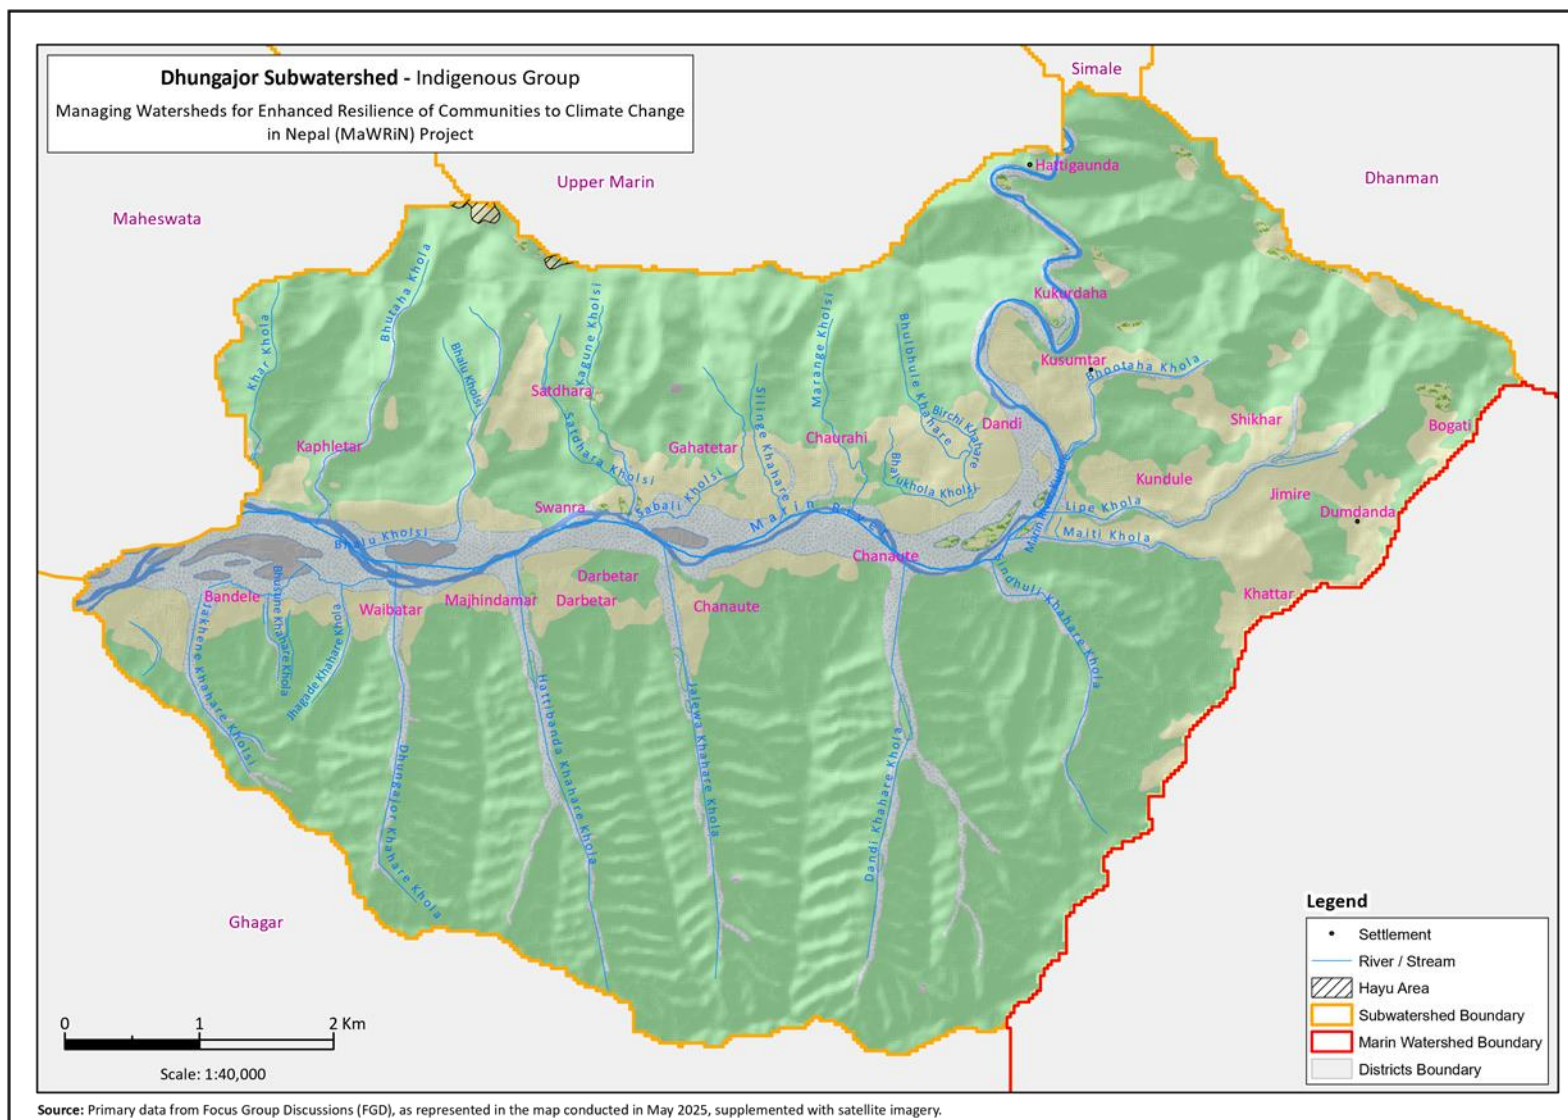 Dhungajor Subwatershed - Indigenous Group
Managing Watersheds for Enhanced Resilience of Communities to Climate Change
in Nepal (MaWRiN) Project
Simale
Upper Marin
Maheswata
Dhanman
Hattigaunda
Kukurdaha
Kusumtar
Bhootaha Khola
Khar Khola
Bhutaha Khola
Bhalu Kholsi
Kagune Kholsi
Satdhara
Satdhara Kholsi
Marange Kholsi
Bhulbhule Khahare
Birchi Khahare
Silinge Khahare
Kaphletar
Gahatetar
Chaurahi
Dandi
Shikhar
Bogati
Bhalukhola Kholsi
Kundule
Jimire
Dumdanda
Swanra
Sabali Kholsi
Marin River
Lipe Khola
Maiti Khola
Bhalu Kholsi
Chanaute
Sindhuli Khahare Khola
Bandele
Bhusune Khahare Khola
Waibatar
Majhindamar
Darbetar
Darbetar
Chanaute
Khattar
Jakhene Khahare Kholsi
Jhagade Khahare Khola
Dhungajor Khahare Khola
Hattibanda Khahare Khola
Jalewa Khahare Khola
Dandi Khahare Khola
Ghagar
0 1 2 Km
Scale: 1:40,000
Legend
Settlement
River / Stream
Hayu Area
Subwatershed Boundary
Marin Watershed Boundary
Districts Boundary
Source: Primary data from Focus Group Discussions (FGD), as represented in the map conducted in May 2025, supplemented with satellite imagery.